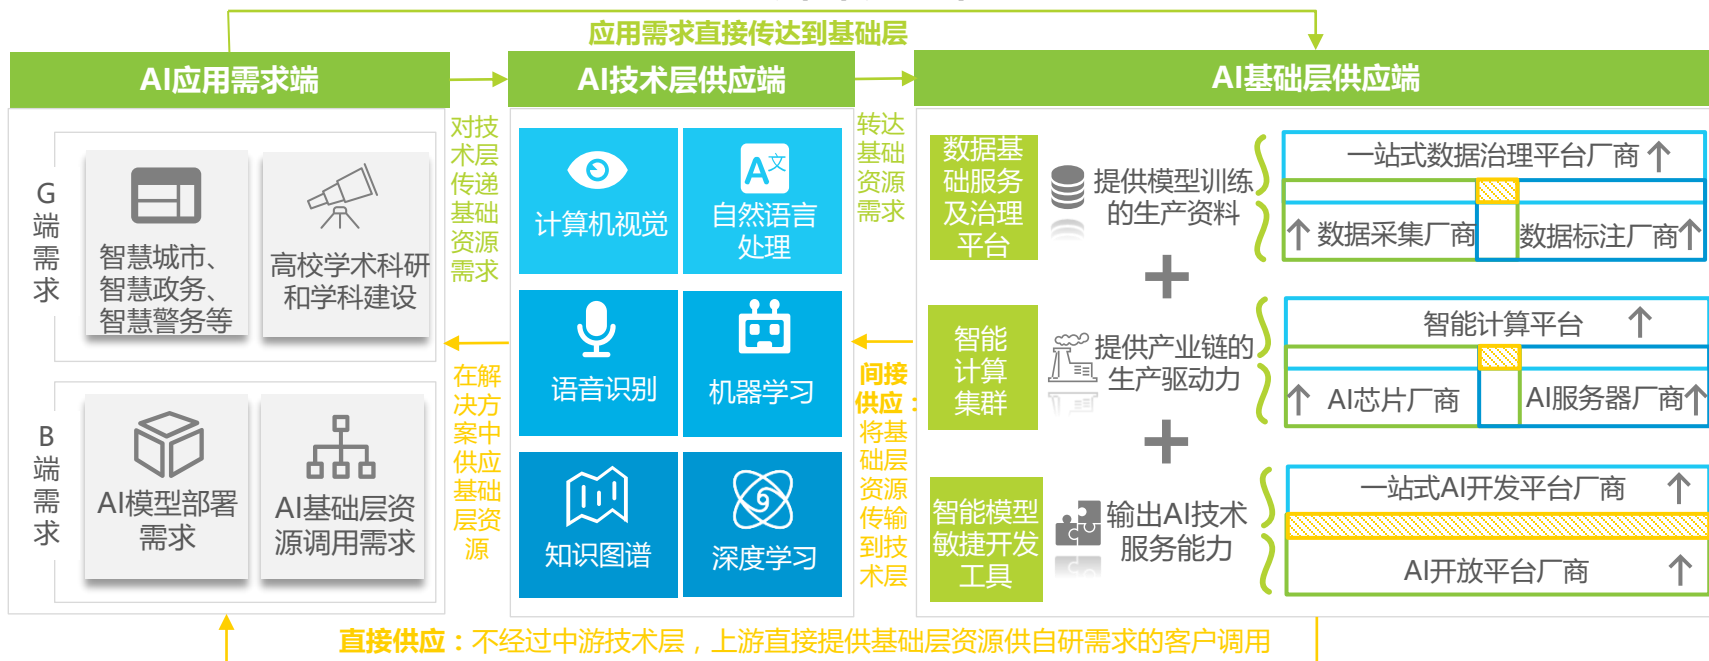 应用需求直接传达到基础层
AI应用需求端
AI技术层供应端
AI基础层供应端
G
端
需
求
智慧城市、
智慧政务、
智慧警务等
高校学术科研
和学科建设
B
端
需
求
AI模型部署
需求
AI基础层资
源调用需求
对技
术层
传递
基础
资源
需求
在解
决方
案中
供应
基础
层资
源
计算机视觉
A文
自然语言
处理
语音识别
机器学习
知识图谱
深度学习
转达
基础
资源
需求
间接
供应：
将基
础层
资源
传输
到技
术层
数据基
础服务
及治理
平台
提供模型训练
的生产资料
一站式数据治理平台厂商
数据采集厂商
数据标注厂商
智能
计算
集群
提供产业链的
生产驱动力
智能计算平台
AI芯片厂商
AI服务器厂商
智能模型
敏捷开发
工具
输出AI技术
服务能力
一站式AI开发平台厂商
AI开放平台厂商
直接供应：不经过中游技术层，上游直接提供基础层资源供自研需求的客户调用